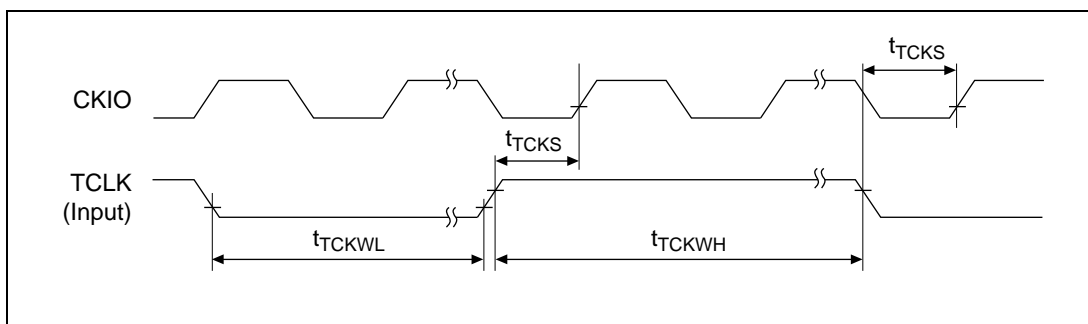 tTCKS
CKIO
tTCKS
TCLK
(Input)
tTCKWL
tTCKWH